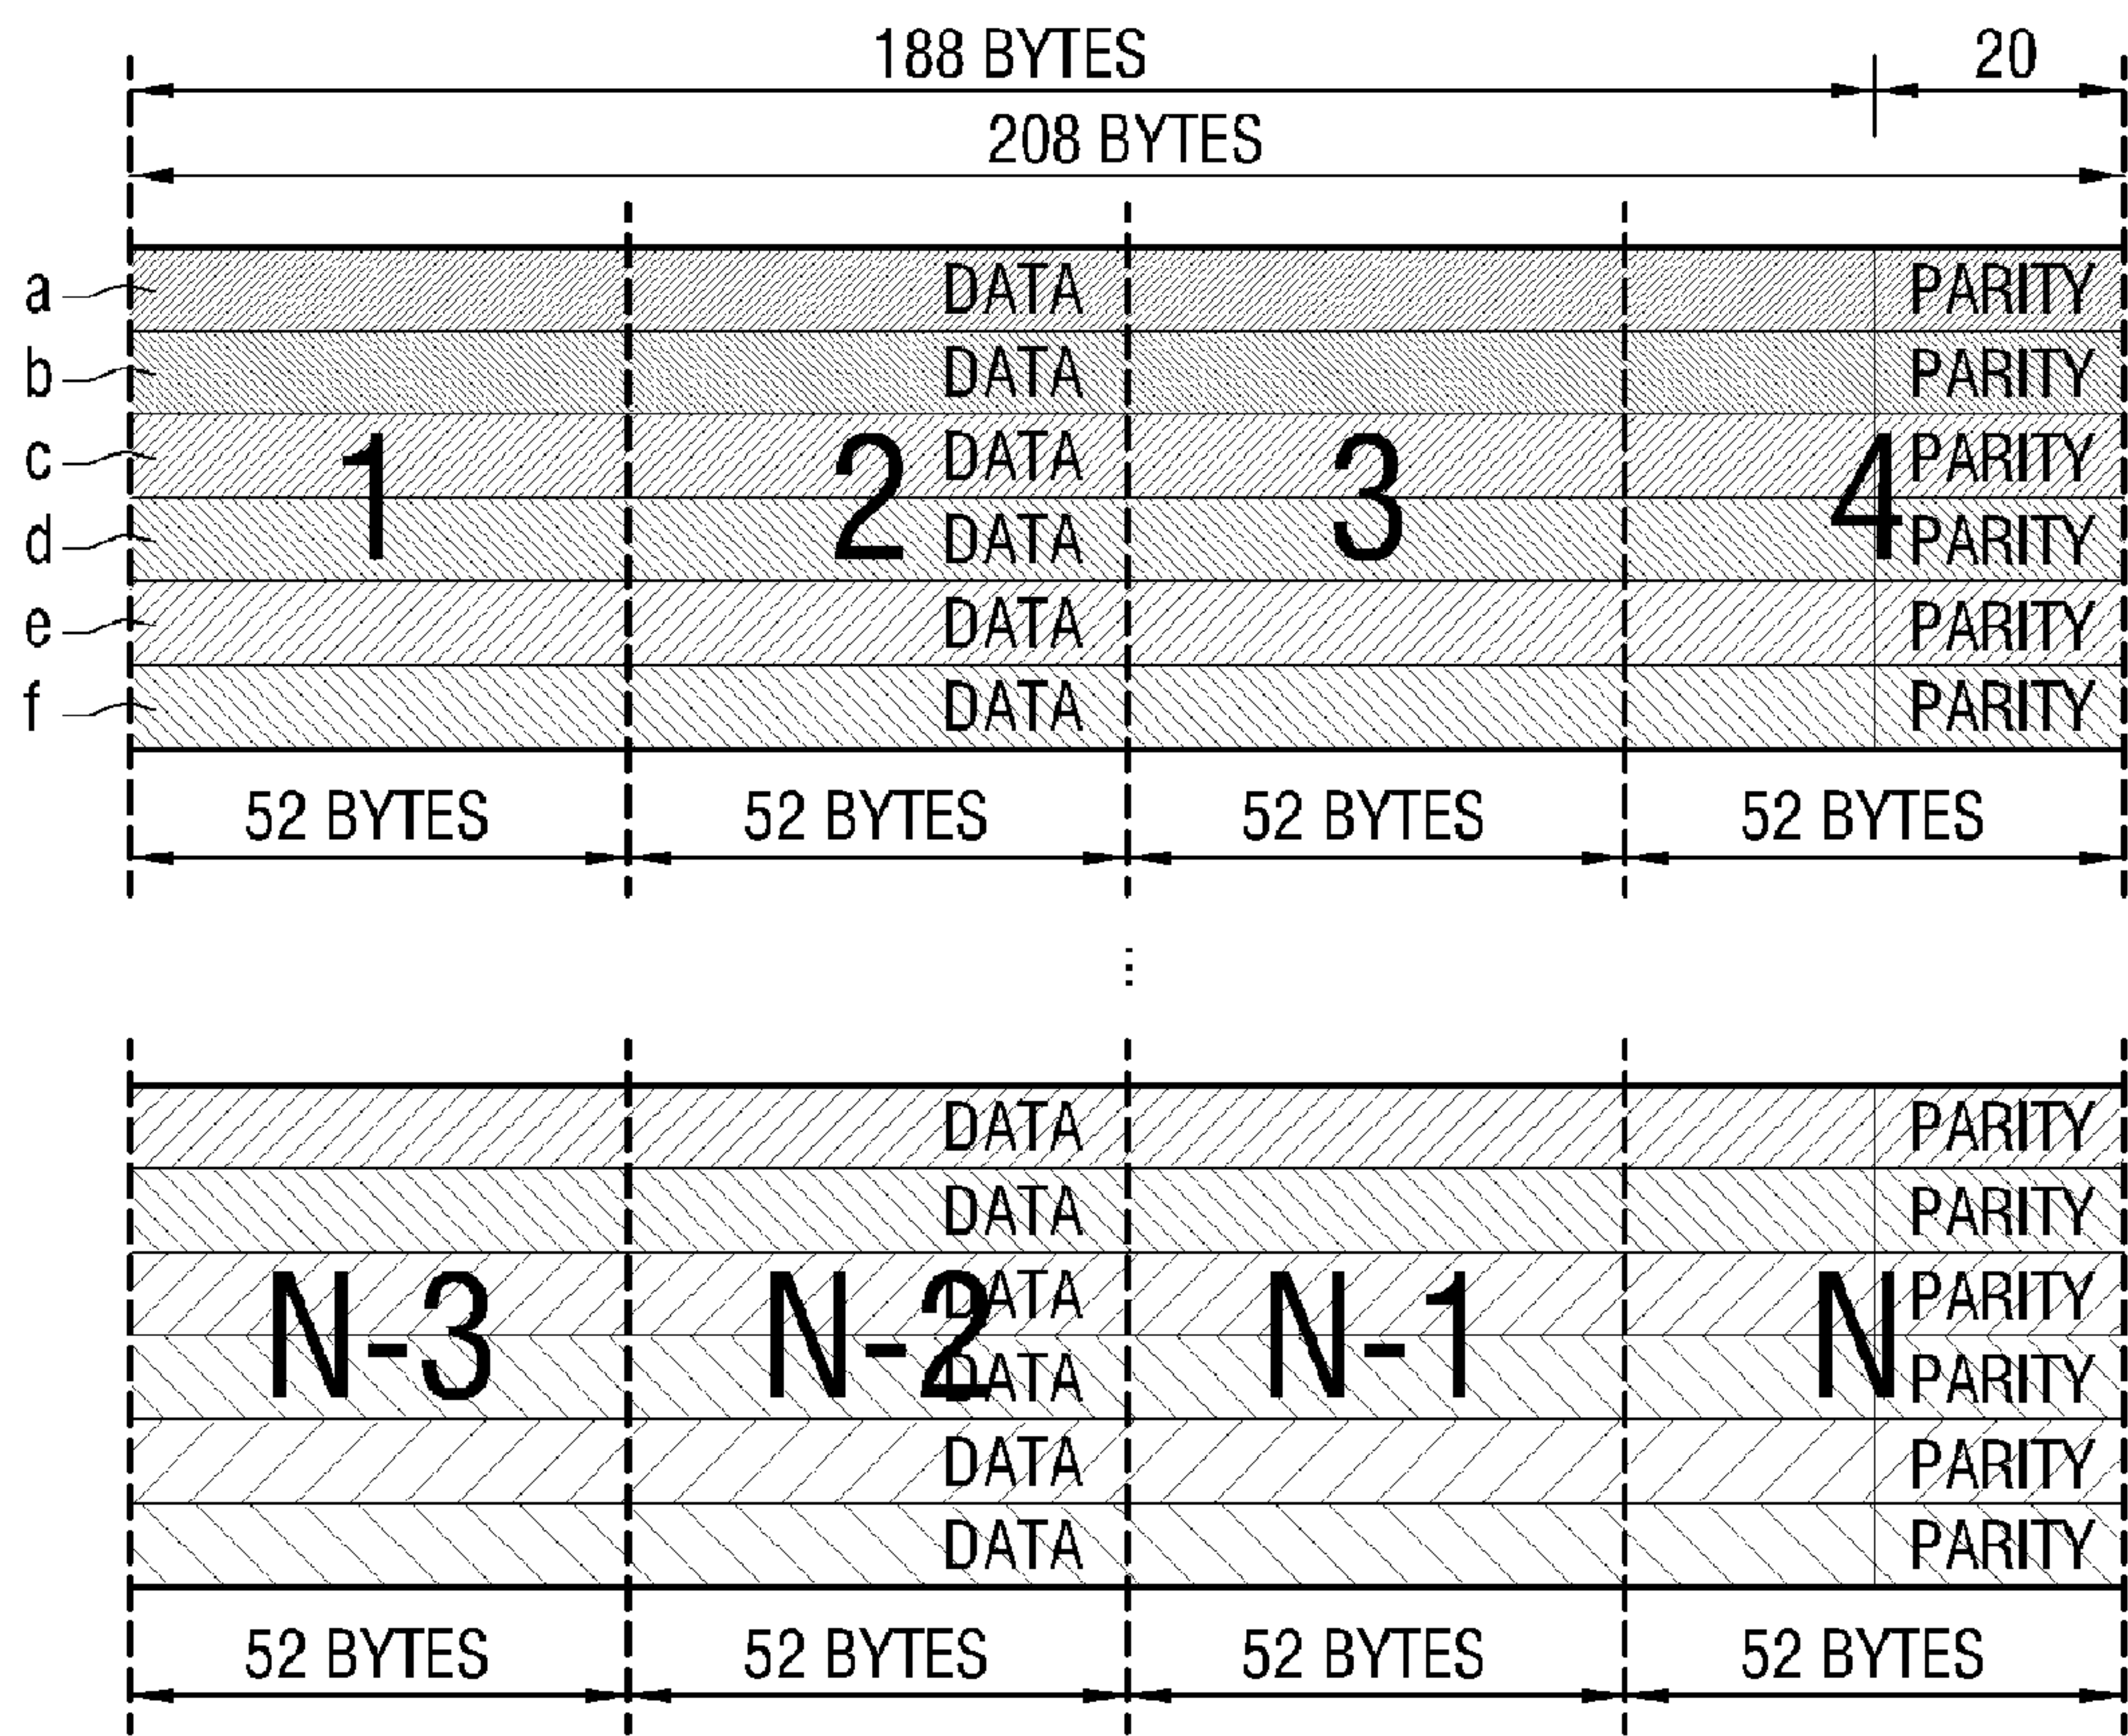 188 BYTES 20
208 BYTES
a DATA PARITY
b DATA PARITY
c DATA PARITY
1 2 3 4
d DATA PARITY
e DATA PARITY
f DATA PARITY
52 BYTES 52 BYTES 52 BYTES 52 BYTES
DATA PARITY
DATA PARITY
DATA PARITY
N-3 N-2 N-1 N
DATA PARITY
DATA PARITY
DATA PARITY
52 BYTES 52 BYTES 52 BYTES 52 BYTES